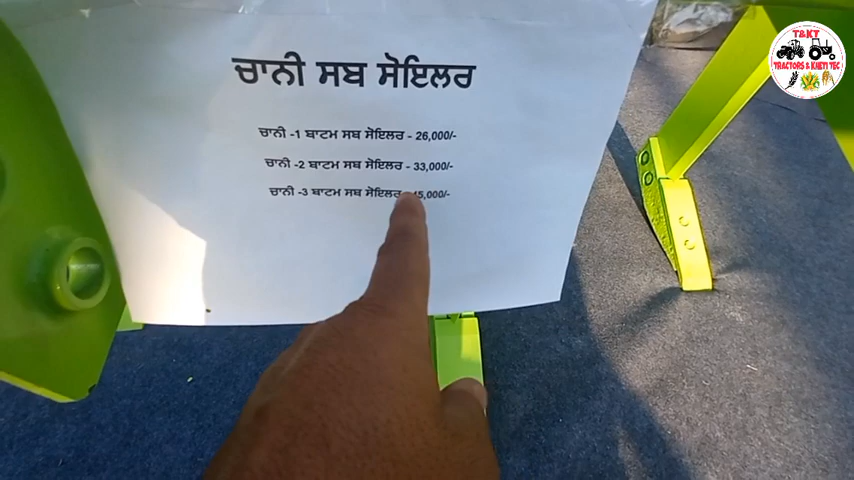 ਚਾਨੀ ਸਬ ਸੋਇਲਰ
ਚਾਨੀ -1 ਬਾਟਮ ਸਬ ਸੋਇਲਰ - 26,000/-
ਚਾਨੀ -2 ਬਾਟਮ ਸਬ ਸੋਇਲਰ - 33,000/-
ਚਾਨੀ -3 ਬਾਟਮ ਸਬ ਸੋਇਲਰ
T&KT
TRACTORS & KHETI TEC